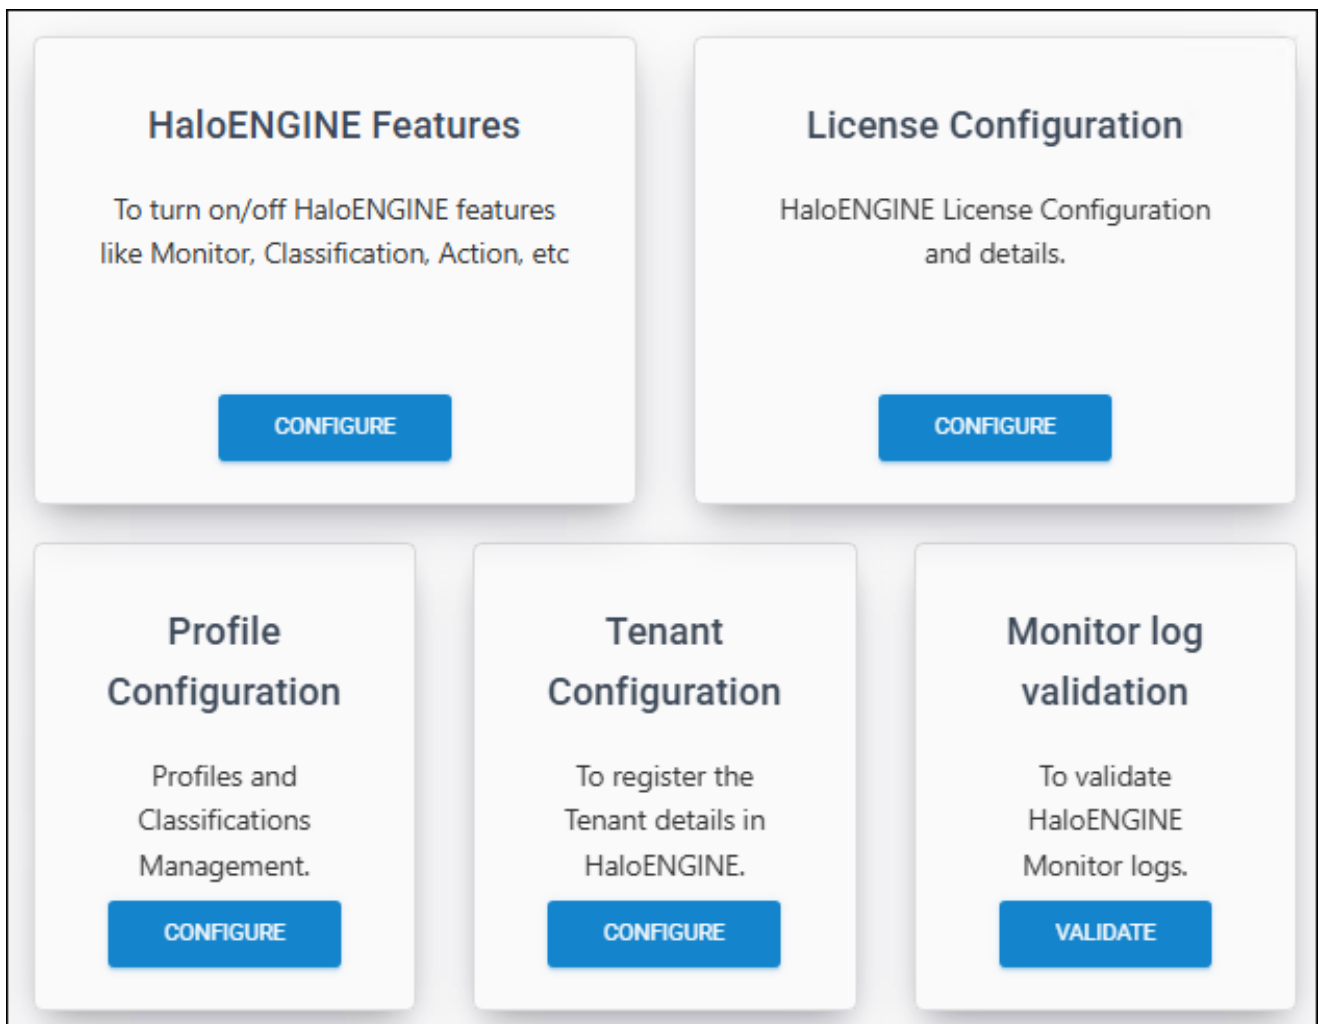 HaloENGINE Features
To turn on/off HaloENGINE features
like Monitor, Classification, Action, etc
CONFIGURE
License Configuration
HaloENGINE License Configuration
and details.
CONFIGURE
Profile
Configuration
Profiles and
Classifications
Management.
CONFIGURE
Tenant
Configuration
To register the
Tenant details in
HaloENGINE.
CONFIGURE
Monitor log
validation
To validate
HaloENGINE
Monitor logs.
VALIDATE